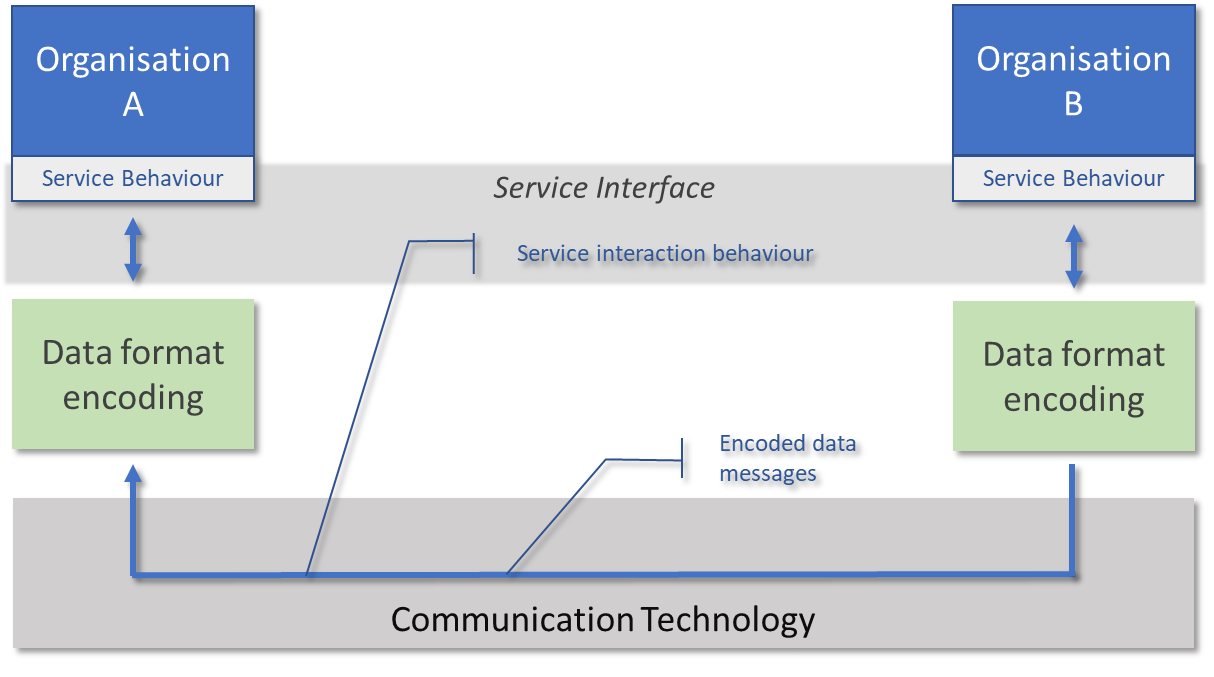 Organisation
A
Organisation
B
Service Behaviour
Service Interface
Service Behaviour
Service interaction behaviour
Data format
encoding
Data format
encoding
Encoded data
messages
Communication Technology